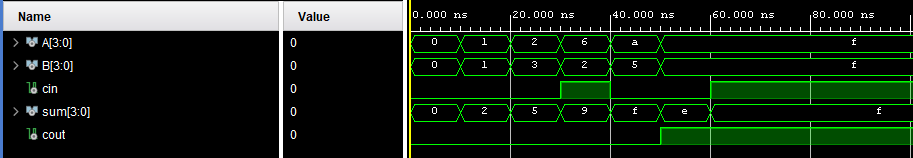 Name Value 0.000 ns 20.000 ns 40.000 ns 60.000 ns 80.000 ns
A[3:0] 0 0 1 2 6 a f
B[3:0] 0 0 1 3 2 5 f
cin 0
sum[3:0] 0 0 2 5 9 f e f
cout 0